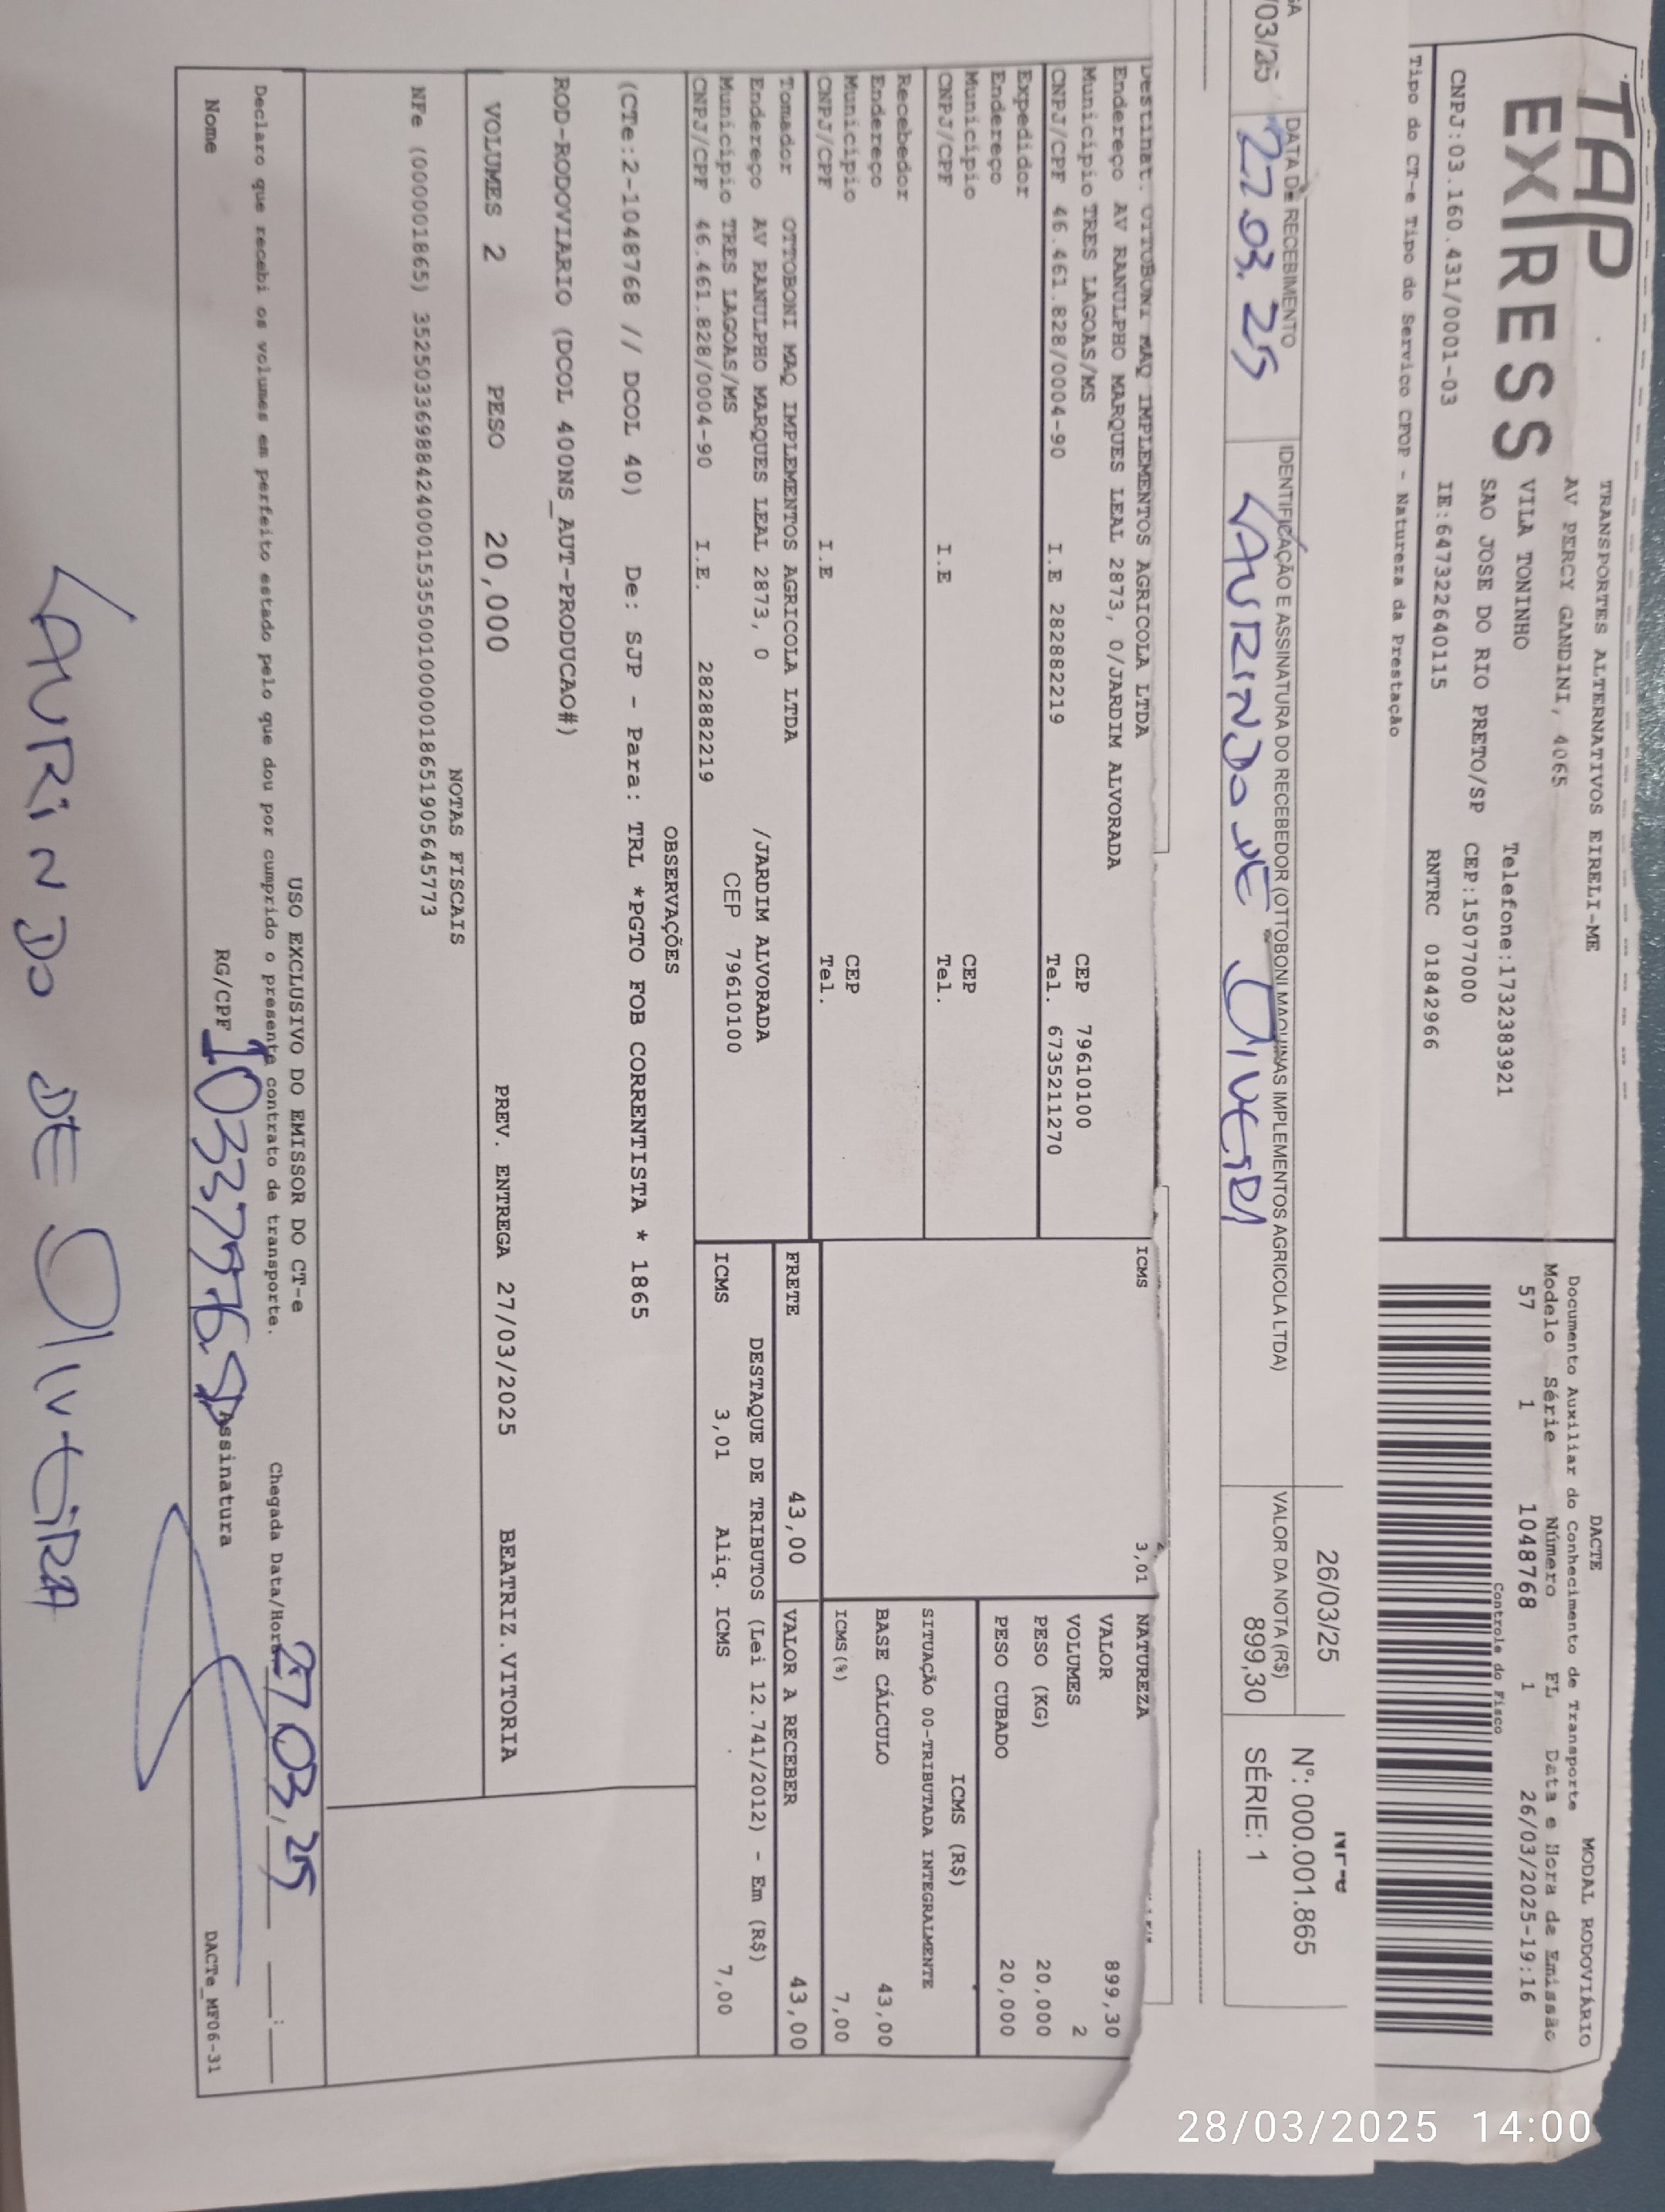 TAP
EXPRESS
TRANSPORTES ALTERNATIVOS EIRELI-ME
AV PERCY GANDINI, 4065
VILA TONINHO
Telefone:1732383921
SAO JOSE DO RIO PRETO/SP CEP:15077000
CNPJ:03.160.431/0001-03 IE:647322640115 RNTRC 01842966
Tipo do CT-e Tipo do Serviço CFOP - Natureza da Prestação
DACTE MODAL RODOVIÁRIO
Documento Auxiliar do Conhecimento de Transporte
Modelo Série Número FL Data e Hora de Emissão
57 1 1048768 1 26/03/2025-19:16
Controle do Fisco
26/03/25
NF-e
Nº: 000.001.865
SÉRIE: 1
/03/25
DATA DE RECEBIMENTO
27.03.25
IDENTIFICAÇÃO E ASSINATURA DO RECEBEDOR (OTTOBONI MAQUINAS IMPLEMENTOS AGRICOLA LTDA)
LAURINDO DE OLIVEIRA
VALOR DA NOTA (R$)
899,30
Destinat. OTTOBONI MAQ IMPLEMENTOS AGRICOLA LTDA
Endereço AV RANULPHO MARQUES LEAL 2873, 0/JARDIM ALVORADA
Município TRES LAGOAS/MS CEP 79610100
CNPJ/CPF 46.461.828/0004-90 I.E 282882219 Tel. 6735211270
Expedidor
Endereço
Município CEP
CNPJ/CPF I.E Tel.
Recebedor
Endereço
Município CEP
CNPJ/CPF I.E Tel.
Tomador OTTOBONI MAQ IMPLEMENTOS AGRICOLA LTDA
Endereço AV RANULPHO MARQUES LEAL 2873, 0 /JARDIM ALVORADA
Município TRES LAGOAS/MS CEP 79610100
CNPJ/CPF 46.461.828/0004-90 I.E. 282882219
ICMS 3,01
NATUREZA
VALOR 899,30
VOLUMES 2
PESO (KG) 20,000
PESO CUBADO 20,000
ICMS (R$)
SITUAÇÃO 00-TRIBUTADA INTEGRALMENTE
BASE CÁLCULO 43,00
ICMS(%) 7,00
FRETE 43,00 VALOR A RECEBER 43,00
DESTAQUE DE TRIBUTOS (Lei 12.741/2012) - Em (R$)
ICMS 3,01 Aliq. ICMS 7,00
OBSERVAÇÕES
(CTe:2-1048768 // DCOL 40) De: SJP - Para: TRL *PGTO FOB CORRENTISTA * 1865
ROD-RODOVIARIO (DCOL 400NS_AUT-PRODUCAO#)
VOLUMES 2 PESO 20,000 PREV. ENTREGA 27/03/2025 BEATRIZ.VITORIA
NOTAS FISCAIS
NFe (000001865) 35250336988424000153550010000018651905645773
USO EXCLUSIVO DO EMISSOR DO CT-e
Declaro que recebi os volumes em perfeito estado pelo que dou por cumprido o presente contrato de transporte.
Chegada Data/Hora: 27 03, 25
Nome RG/CPF Assinatura
DACTe_MF06-31
LAURINDO DE OLIVEIRA
28/03/2025 14:00